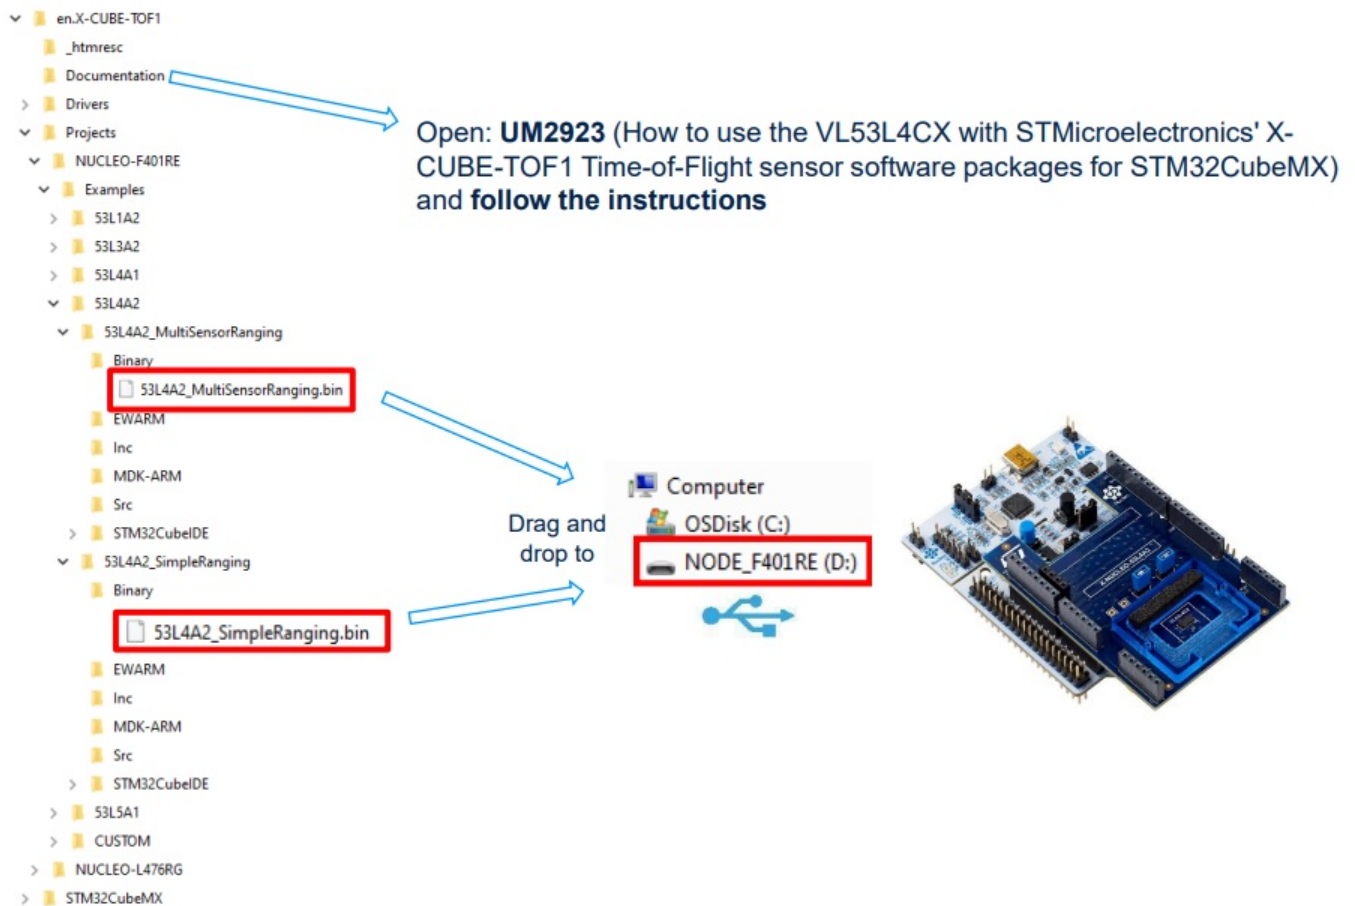 en.X-CUBE-TOF1
_htmresc
Documentation
Drivers
Projects
NUCLEO-F401RE
Examples
53L1A2
53L3A2
53L4A1
53L4A2
53L4A2_MultiSensorRanging
Binary
53L4A2_MultiSensorRanging.bin
EWARM
Inc
MDK-ARM
Src
STM32CubeIDE
53L4A2_SimpleRanging
Binary
53L4A2_SimpleRanging.bin
EWARM
Inc
MDK-ARM
Src
STM32CubeIDE
53L5A1
CUSTOM
NUCLEO-L476RG
STM32CubeMX
Open: UM2923 (How to use the VL53L4CX with STMicroelectronics' X-
CUBE-TOF1 Time-of-Flight sensor software packages for STM32CubeMX)
and follow the instructions
Drag and
drop to
Computer
OSDisk (C:)
NODE_F401RE (D:)